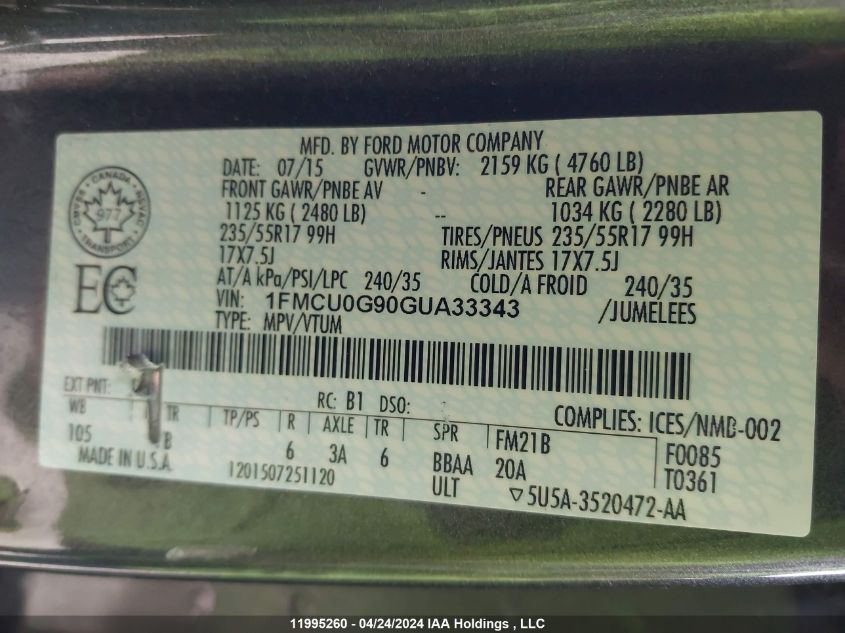 MFD. BY FORD MOTOR COMPANY
DATE: 07/15 GVWR/PNBV: 2159 KG ( 4760 LB)
FRONT GAWR/PNBE AV - REAR GAWR/PNBE AR
1125 KG ( 2480 LB) -- 1034 KG ( 2280 LB)
235/55R17 99H TIRES/PNEUS 235/55R17 99H
17X7.5J RIMS/JANTES 17X7.5J
AT/A kPa/PSI/LPC 240/35 COLD/A FROID 240/35
VIN: 1FMCU0G90GUA33343 /JUMELEES
TYPE: MPV/VTUM
CANADA
CMVSS NSVAC
977
TRANSPORT
EC
EXT PNT: RC: B1 DSO: COMPLIES: ICES/NMB-002
WB TR TP/PS R AXLE TR SPR FM21B F0085
105 B 6 3A 6 BBAA 20A T0361
MADE IN U.S.A. 1201507251120 ULT ▽5U5A-3520472-AA
11995260 - 04/24/2024 IAA Holdings , LLC